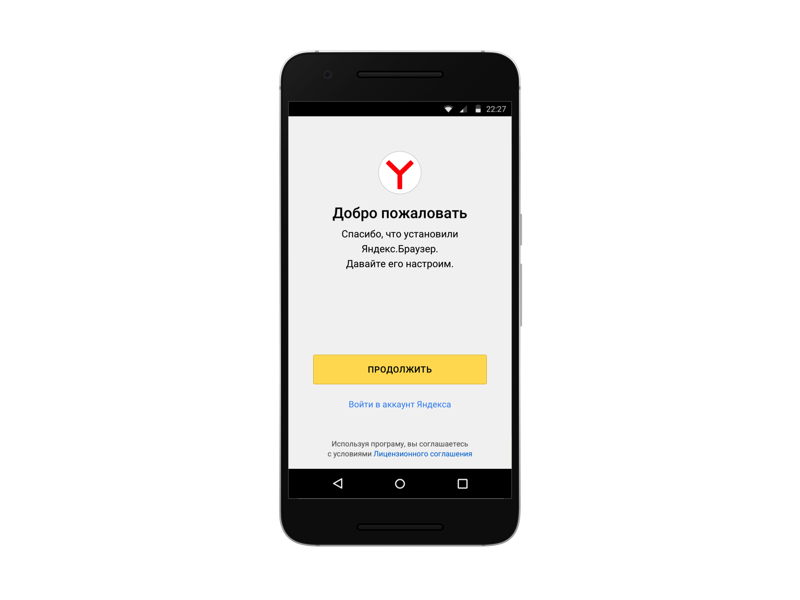 22:27
Добро пожаловать
Спасибо, что установили
Яндекс.Браузер.
Давайте его настроим.
ПРОДОЛЖИТЬ
Войти в аккаунт Яндекса
Используя програму, вы соглашаетесь
с условиями Лицензионного соглашения